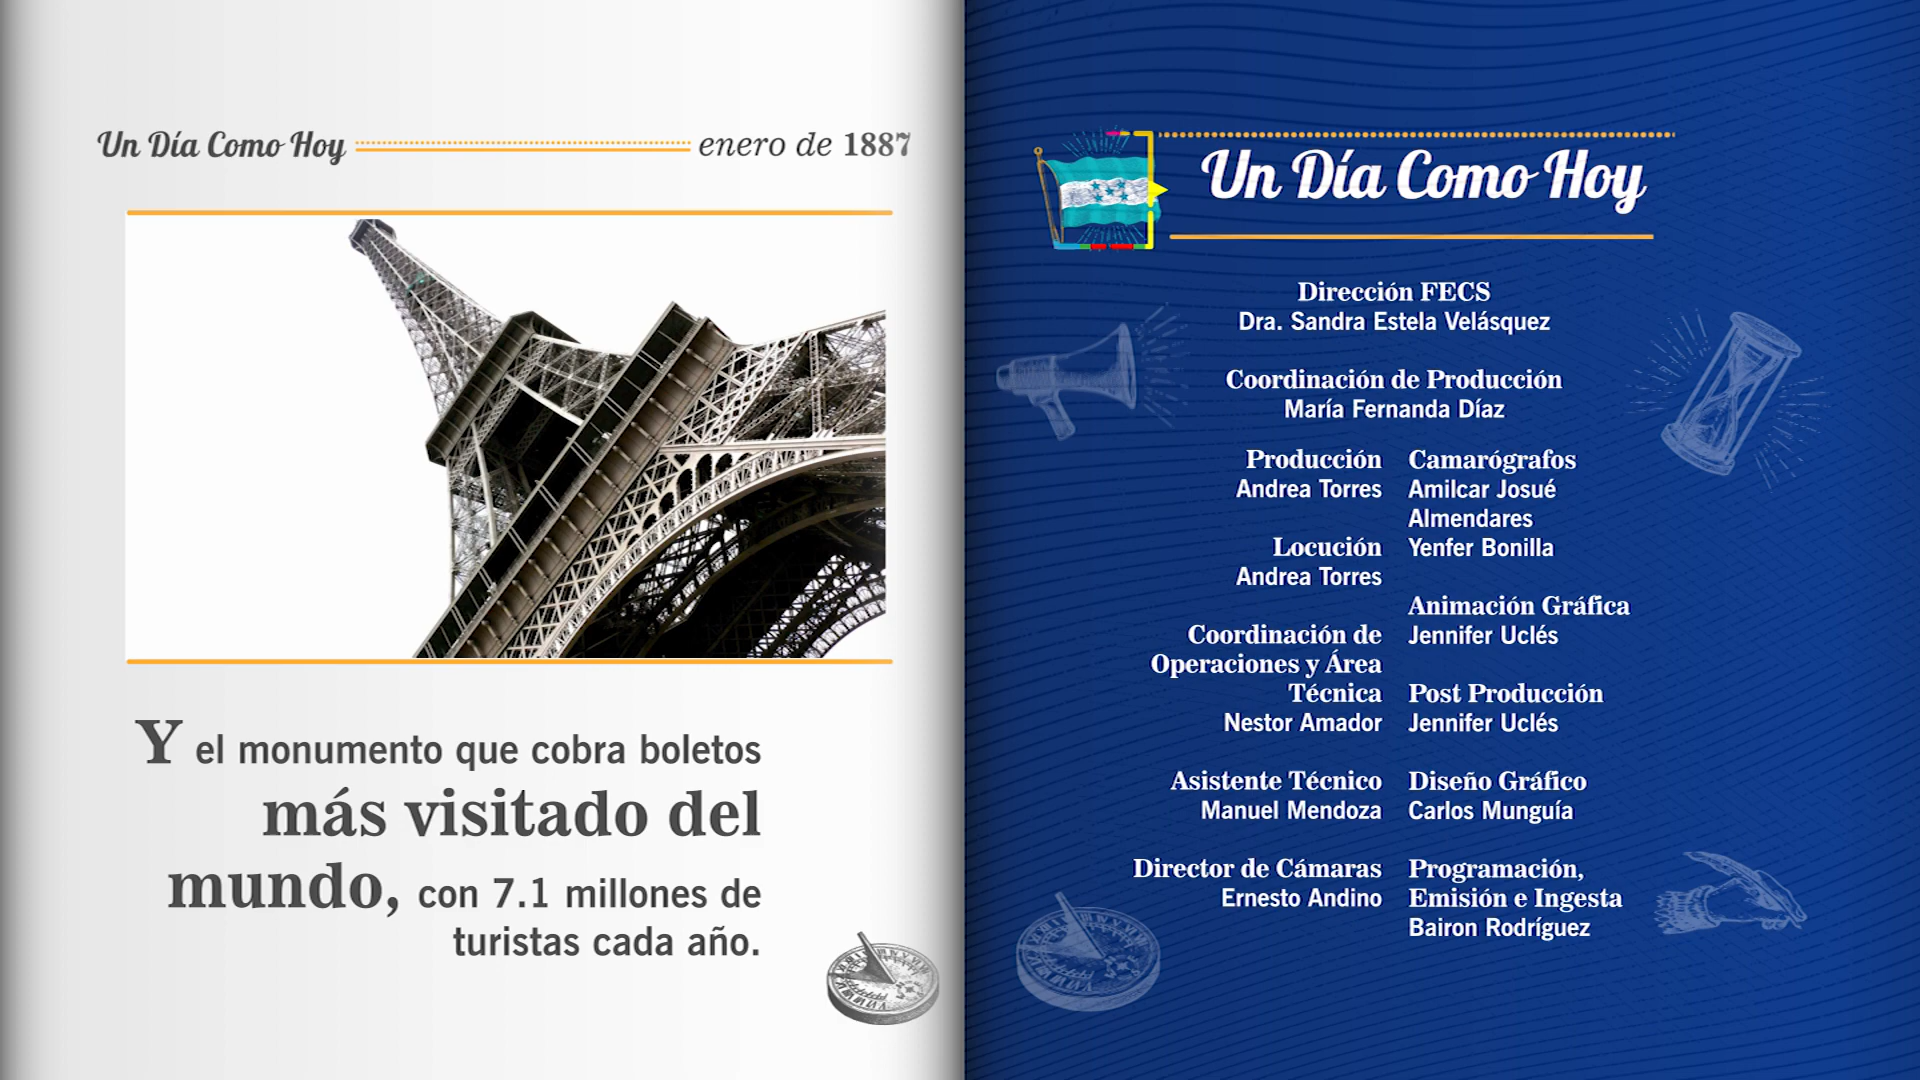 Un Día Como Hoy enero de 1887
Y el monumento que cobra boletos
más visitado del
mundo, con 7.1 millones de
turistas cada año.
Un Día Como Hoy
Dirección FECS
Dra. Sandra Estela Velásquez
Coordinación de Producción
María Fernanda Díaz
Producción
Andrea Torres
Locución
Andrea Torres
Coordinación de
Operaciones y Área
Técnica
Nestor Amador
Asistente Técnico
Manuel Mendoza
Director de Cámaras
Ernesto Andino
Camarógrafos
Amilcar Josué
Almendares
Yenfer Bonilla
Animación Gráfica
Jennifer Uclés
Post Producción
Jennifer Uclés
Diseño Gráfico
Carlos Munguía
Programación,
Emisión e Ingesta
Bairon Rodríguez